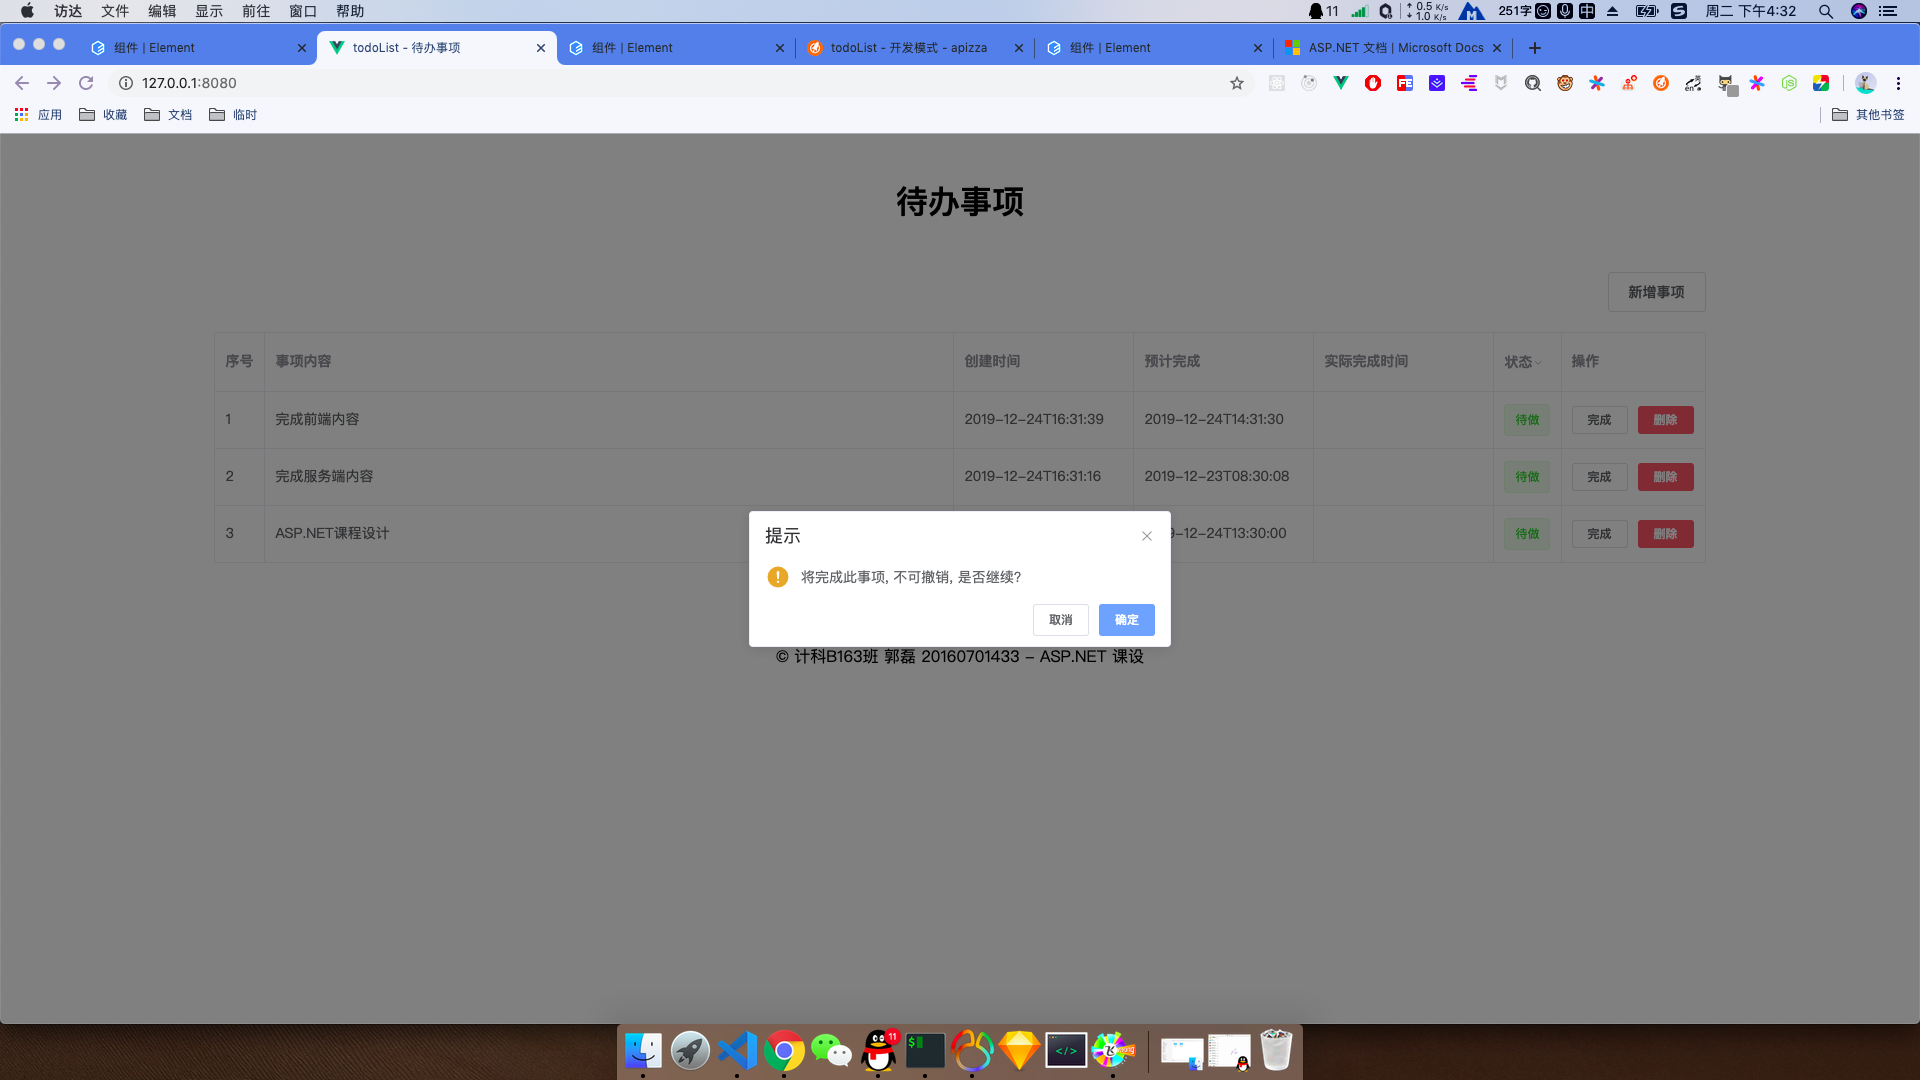 访达 文件 编辑 显示 前往 窗口 帮助 11 0.5 K/s 1.0 K/s 251字 中 周二 下午4:32
组件 | Element todoList - 待办事项 组件 | Element todoList - 开发模式 - apizza 组件 | Element ASP.NET 文档 | Microsoft Docs
127.0.0.1:8080
应用 收藏 文档 临时 其他书签
待办事项
新增事项
序号 事项内容 创建时间 预计完成 实际完成时间 状态 操作
1 完成前端内容 2019-12-24T16:31:39 2019-12-24T14:31:30 待做 完成 删除
2 完成服务端内容 2019-12-24T16:31:16 2019-12-23T08:30:08 待做 完成 删除
3 ASP.NET课程设计 9-12-24T13:30:00 待做 完成 删除
提示
将完成此事项, 不可撤销, 是否继续?
取消 确定
© 计科B163班 郭磊 20160701433 - ASP.NET 课设
11